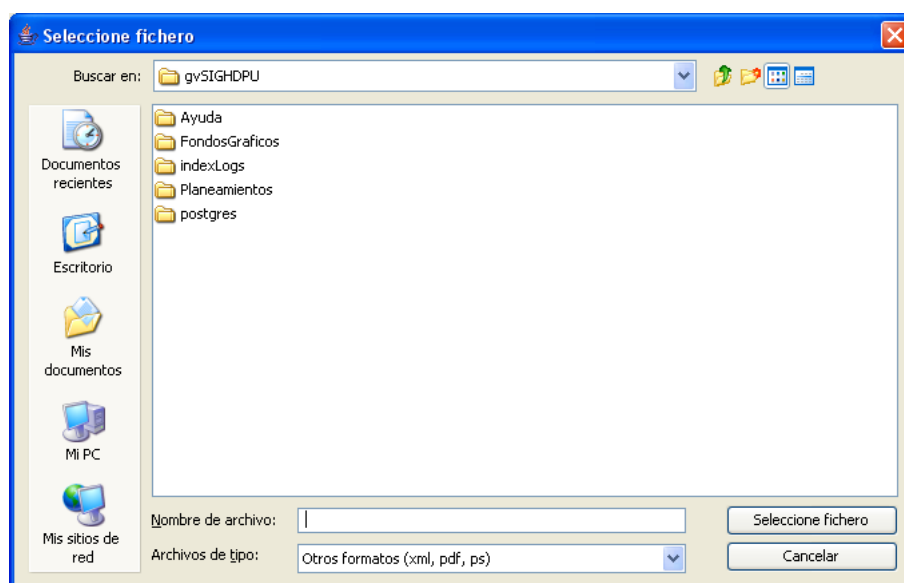 Seleccione fichero
Buscar en:
gvSIGHDPU
Documentos
recientes
Escritorio
Mis
documentos
Mi PC
Mis sitios de
red
Ayuda
FondosGraficos
indexLogs
Planeamientos
postgres
Nombre de archivo:
Seleccione fichero
Archivos de tipo:
Otros formatos (xml, pdf, ps)
Cancelar